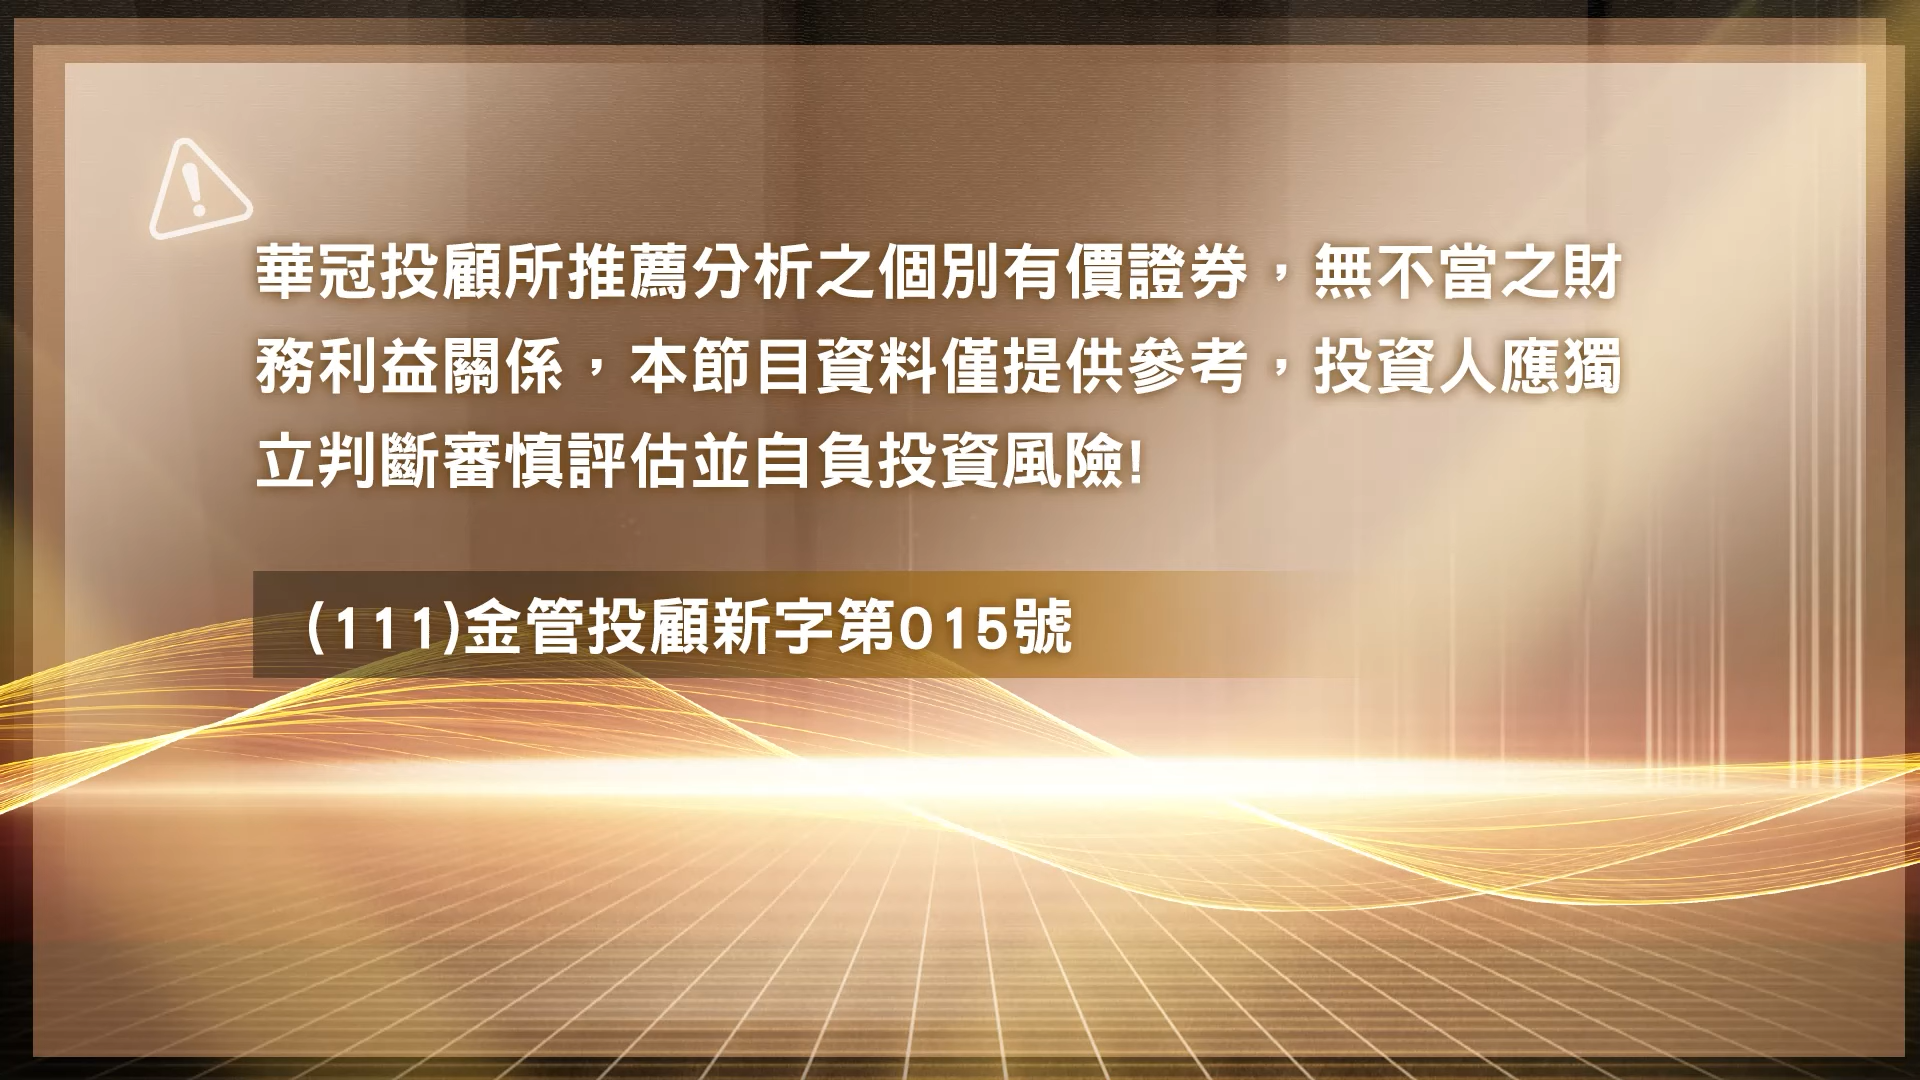 華冠投顧所推薦分析之個別有價證券，無不當之財
務利益關係，本節目資料僅提供參考，投資人應獨
立判斷審慎評估並自負投資風險!
(111)金管投顧新字第015號